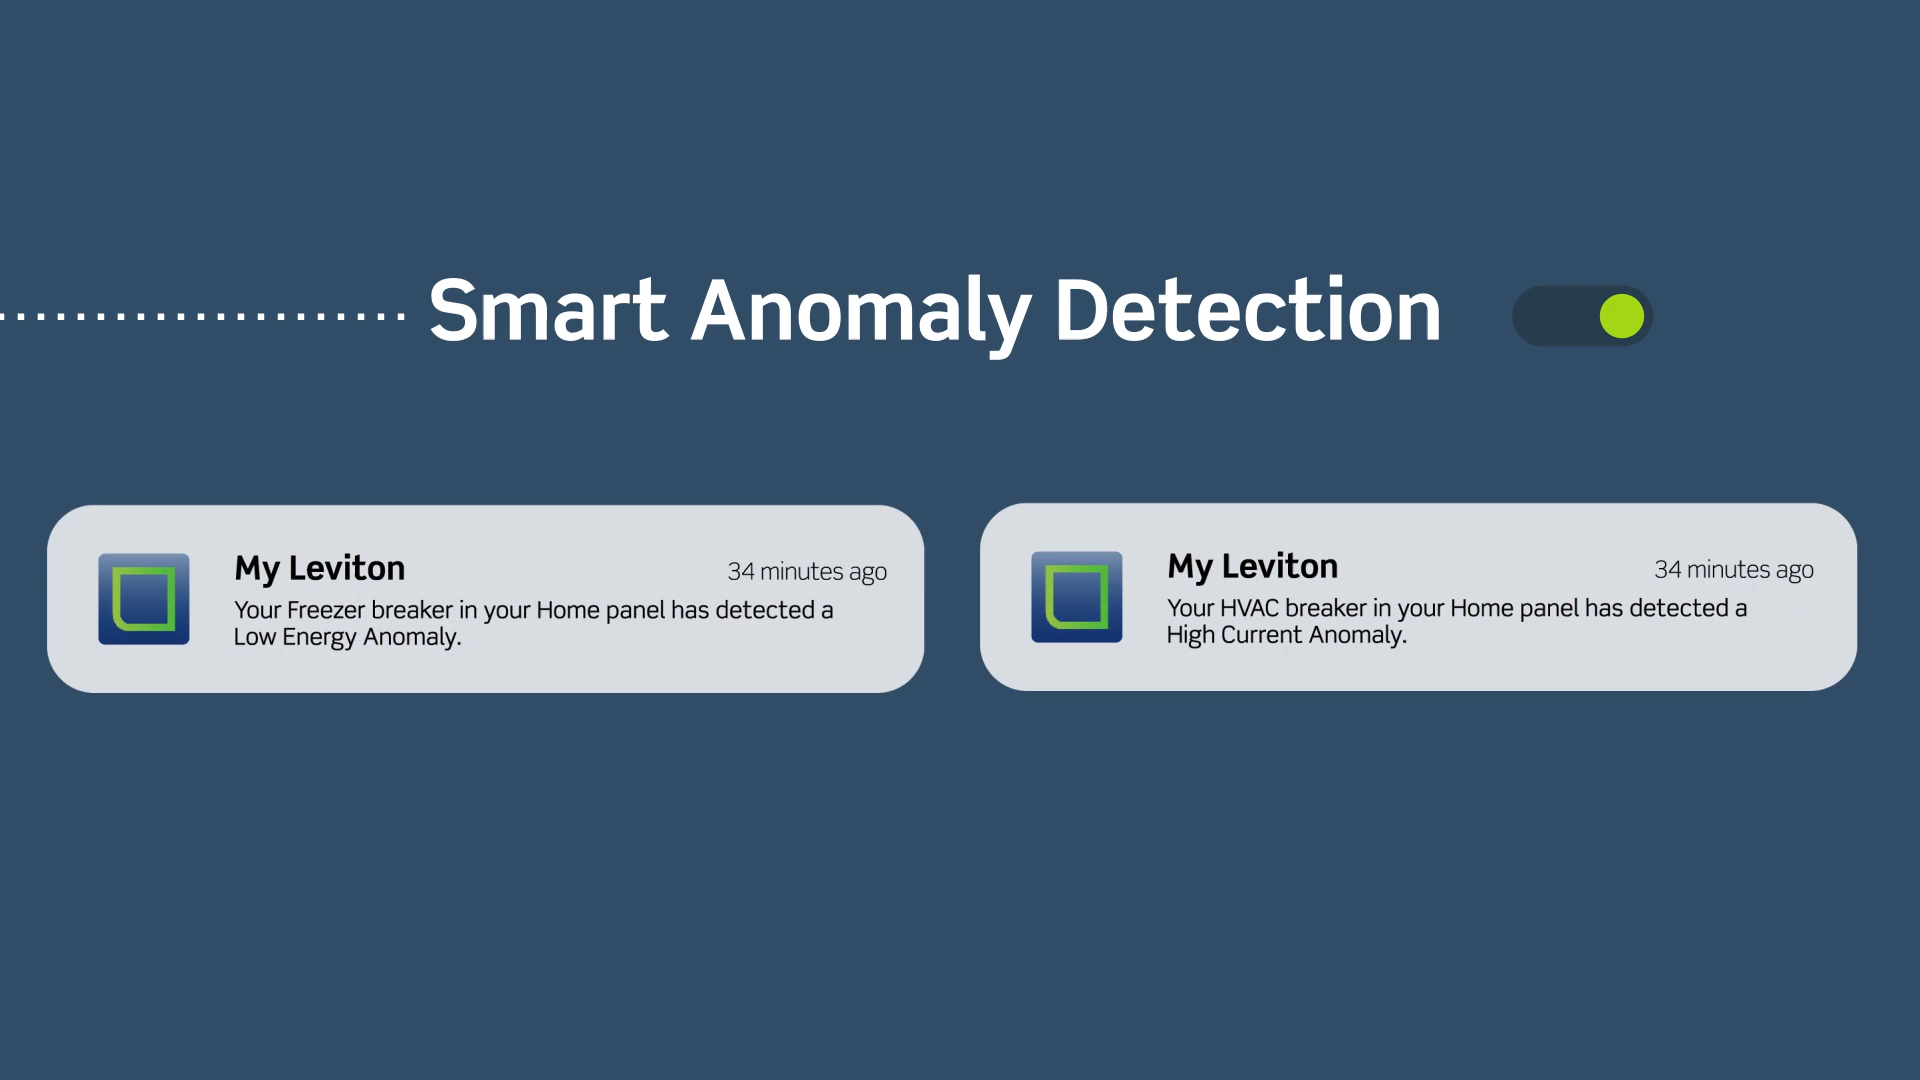 Smart Anomaly Detection
My Leviton
34 minutes ago
Your Freezer breaker in your Home panel has detected a
Low Energy Anomaly.
My Leviton
34 minutes ago
Your HVAC breaker in your Home panel has detected a
High Current Anomaly.